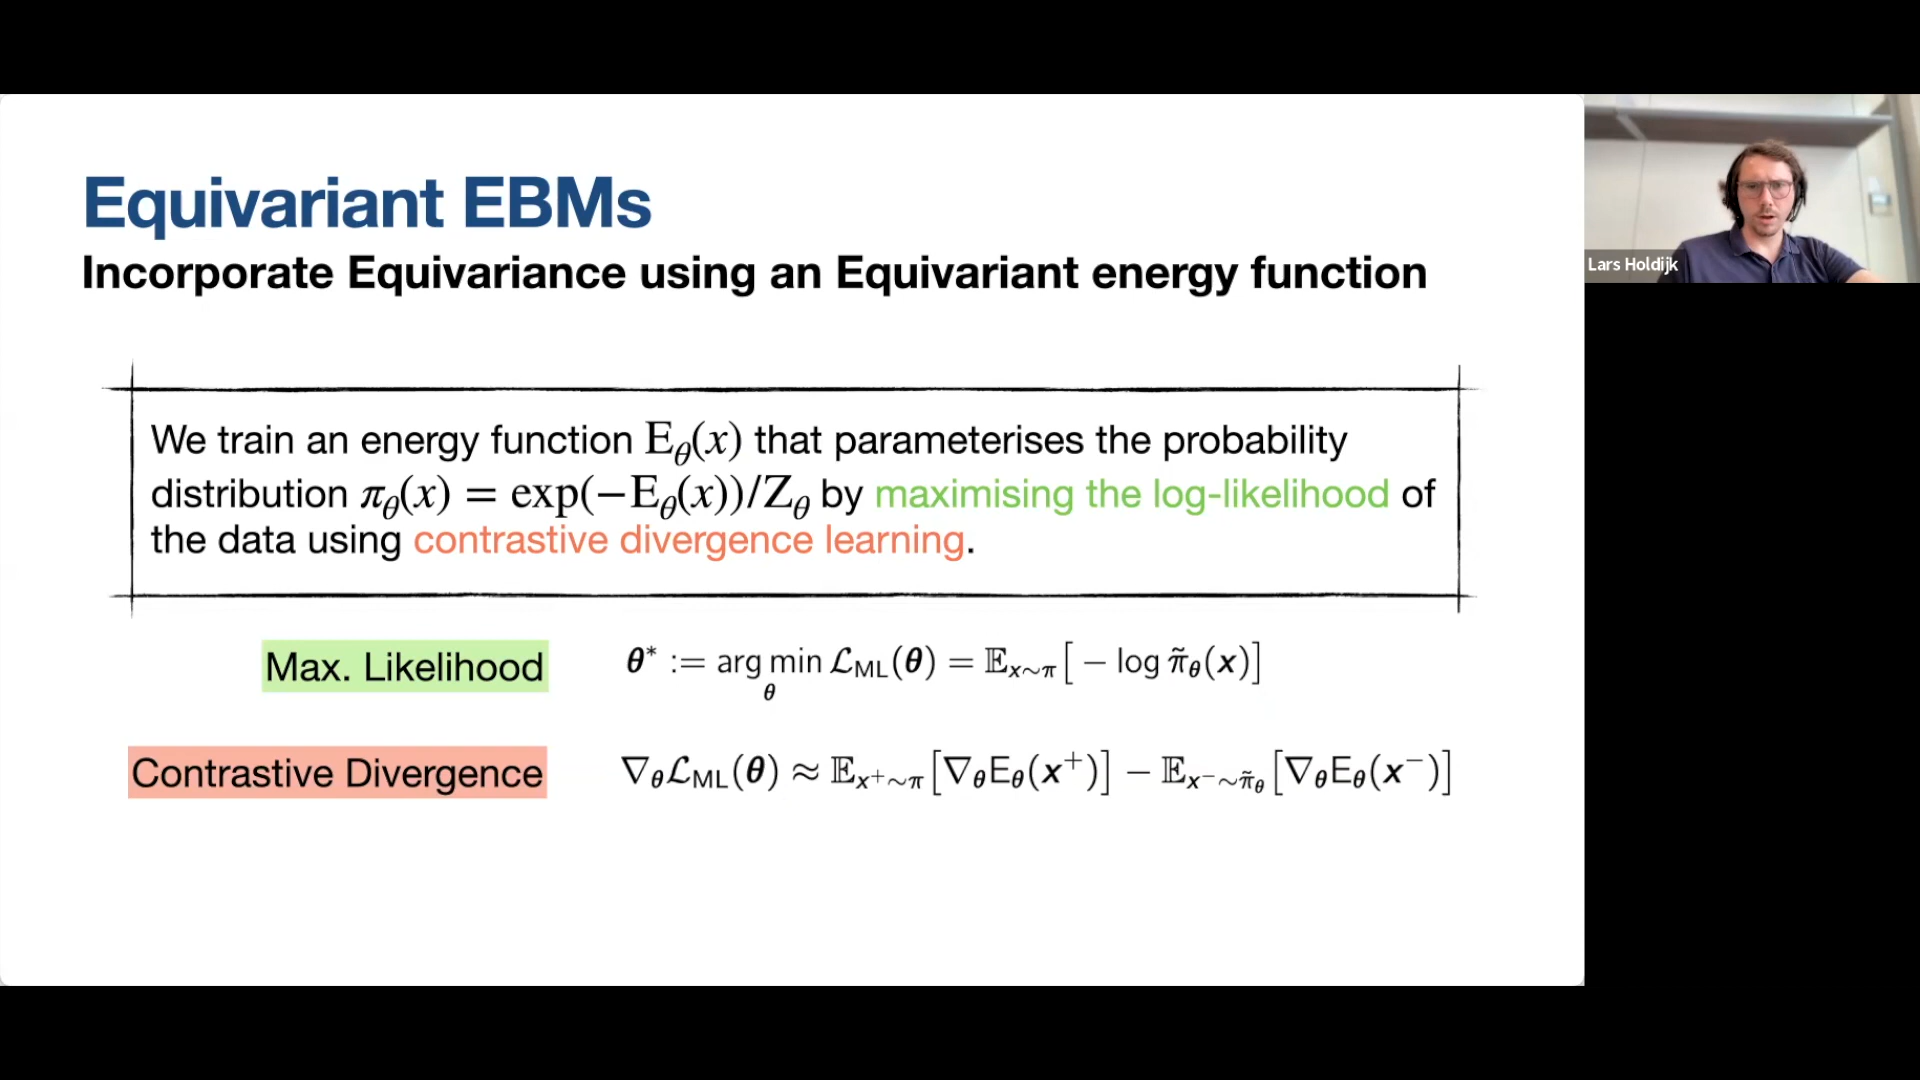 Equivariant EBMs
Incorporate Equivariance using an Equivariant energy function
Lars Holdijk
We train an energy function E_θ(x) that parameterises the probability
distribution π_θ(x) = exp(−E_θ(x))/Z_θ by maximising the log-likelihood of
the data using contrastive divergence learning.
Max. Likelihood θ* := arg min_θ ℒ_ML(θ) = 𝔼_{x∼π}[ − log π̃_θ(x)]
Contrastive Divergence ∇_θℒ_ML(θ) ≈ 𝔼_{x⁺∼π}[∇_θE_θ(x⁺)] − 𝔼_{x⁻∼π̃_θ}[∇_θE_θ(x⁻)]